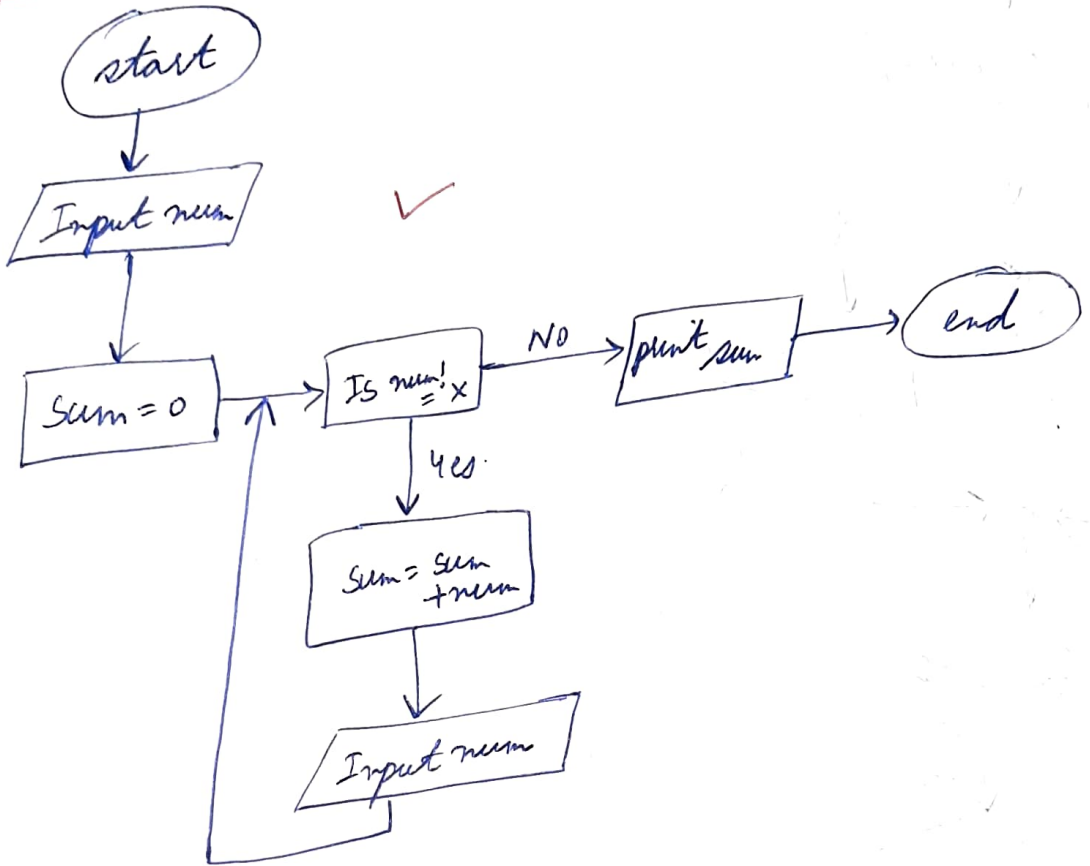 start
Input num
Sum = 0
Is num!
= x
NO
print sum
end
Yes.
sum = sum
+num
Input num